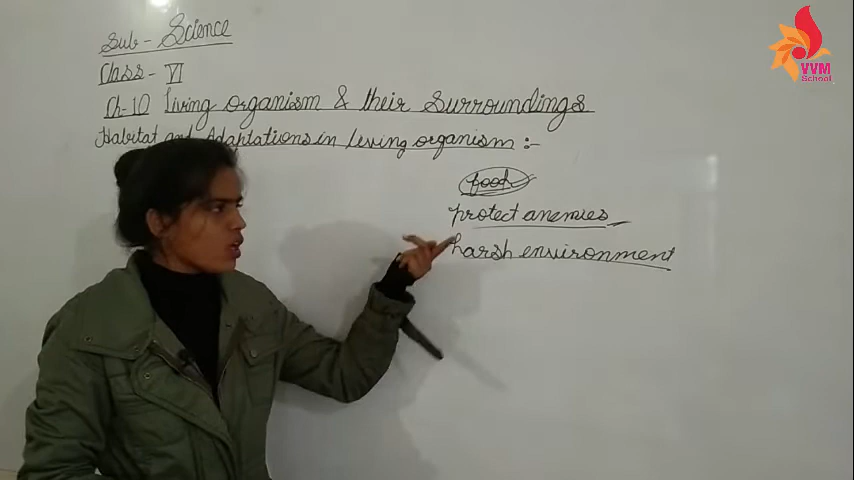 Sub - Science
Class - VI
Ch-10 Living organism & their Surroundings
Habitat and Adaptations in living organism :-
food
protect anemies
harsh environment
VVM
School